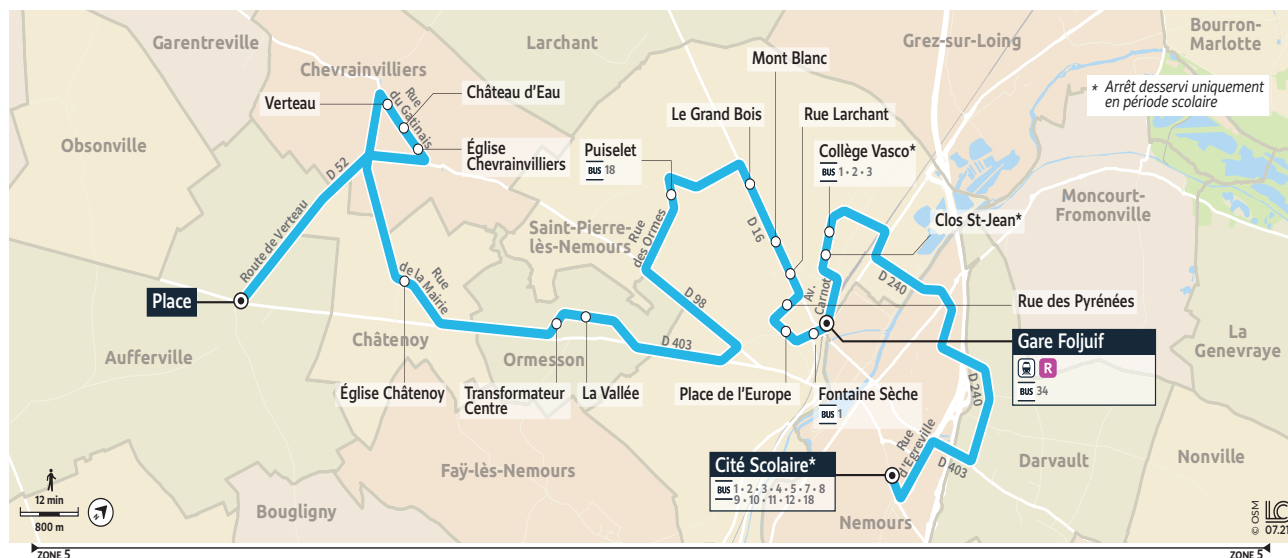 Garentreville
Larchant
Grez-sur-Loing
Bourron-
Marlotte
Chevrainvilliers
Mont Blanc
Verteau
Rue
du Gatinais
Château d'Eau
* Arrêt desservi uniquement
en période scolaire
Le Grand Bois
Rue Larchant
Obsonville
Église
Chevrainvilliers
Puiselet
BUS 18
Collège Vasco*
BUS 1 • 2 • 3
D 52
Moncourt-
Fromonville
Saint-Pierre-
lès-Nemours
Rue
des Ormes
D 16
Clos St-Jean*
Route de Verteau
Rue
de la Mairie
D 98
Av.
Carnot
D 240
Place
Rue des Pyrénées
Châtenoy
Aufferville
Ormesson
D 403
Gare Foljuif
R
BUS 34
La
Genevraye
Église Châtenoy
Transformateur
Centre
La Vallée
Place de l'Europe
Fontaine Sèche
BUS 1
D 240
Rue
d'Egreville
Faÿ-lès-Nemours
Cité Scolaire*
BUS 1 • 2 • 3 • 4 • 5 • 7 • 8
9 • 10 • 11 • 12 • 18
D 403
Darvault
Nonville
12 min
800 m
Bougligny
Nemours
© OSM
LC
07.21
ZONE 5
ZONE 5